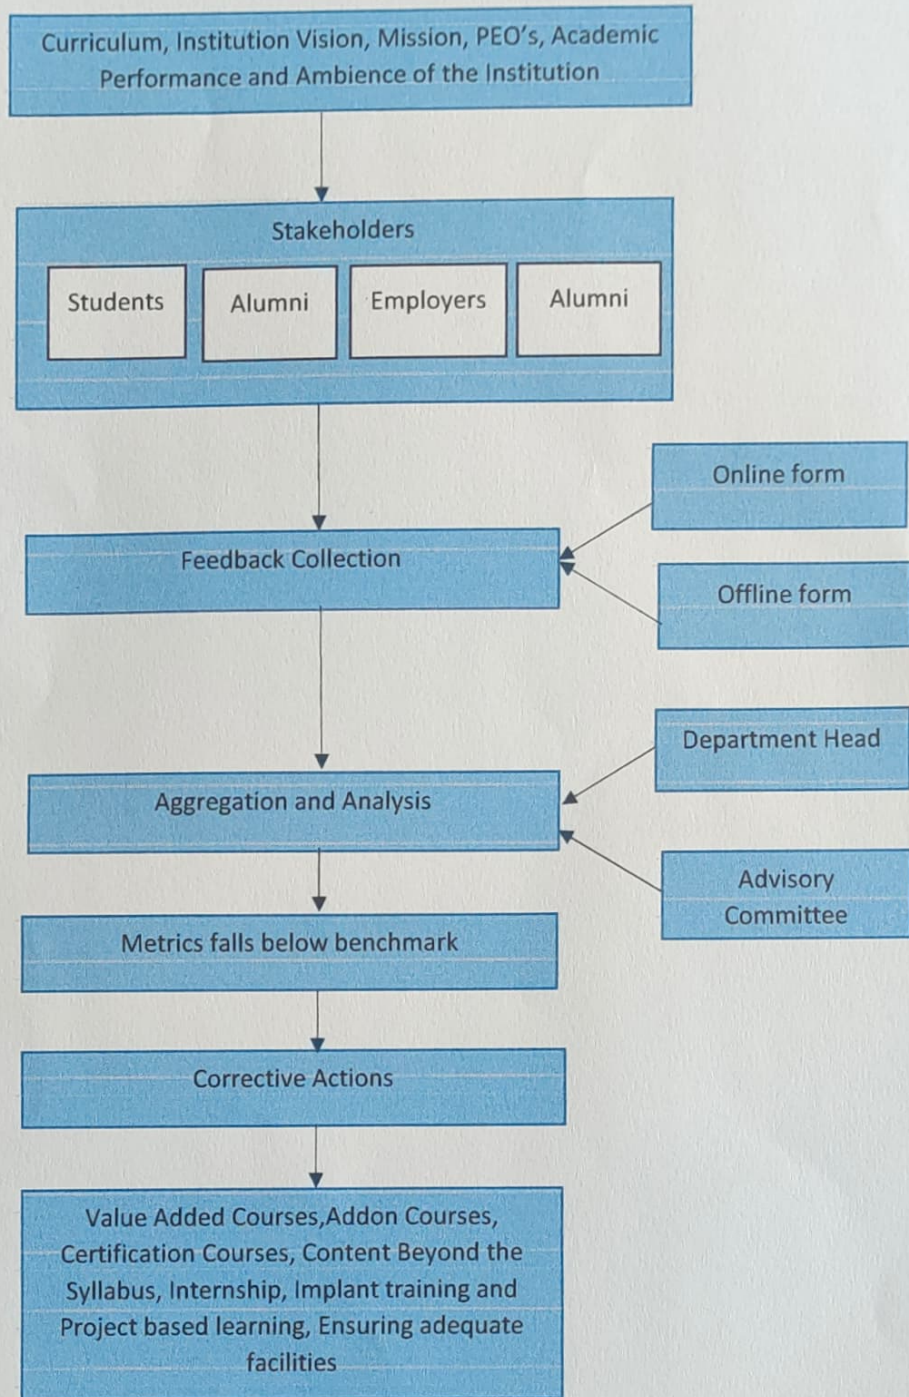 Curriculum, Institution Vision, Mission, PEO's, Academic
Performance and Ambience of the Institution
Stakeholders
Students
Alumni
Employers
Alumni
Online form
Feedback Collection
Offline form
Department Head
Aggregation and Analysis
Advisory
Committee
Metrics falls below benchmark
Corrective Actions
Value Added Courses,Addon Courses,
Certification Courses, Content Beyond the
Syllabus, Internship, Implant training and
Project based learning, Ensuring adequate
facilities